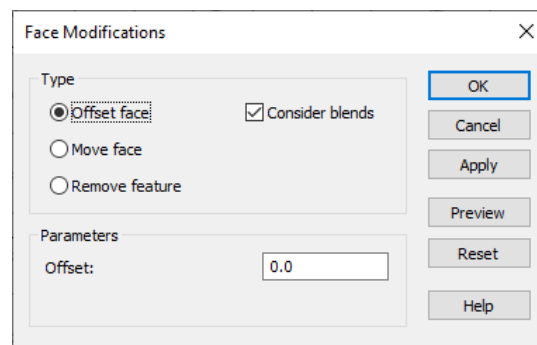 Face Modifications
Type
Offset face
Consider blends
Move face
Remove feature
Parameters
Offset:
0.0
OK
Cancel
Apply
Preview
Reset
Help